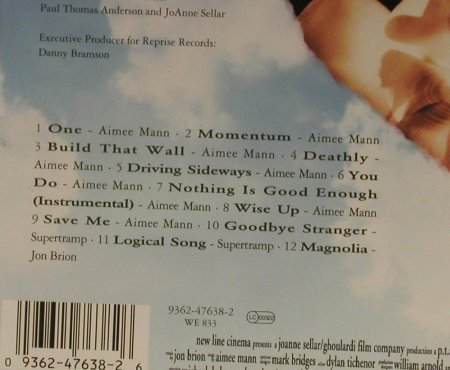 Paul Thomas Anderson and JoAnne Sellar
Executive Producer for Reprise Records:
Danny Bramson
1 One - Aimee Mann · 2 Momentum - Aimee Mann
3 Build That Wall - Aimee Mann · 4 Deathly -
Aimee Mann · 5 Driving Sideways - Aimee Mann · 6 You
Do - Aimee Mann · 7 Nothing Is Good Enough
(Instrumental) - Aimee Mann · 8 Wise Up - Aimee Mann
9 Save Me - Aimee Mann · 10 Goodbye Stranger -
Supertramp · 11 Logical Song - Supertramp · 12 Magnolia -
Jon Brion
9362-47638-2
WE 833
LC 00322
0 9362-47638-2 6
new line cinema presents a joanne sellar/ghoulardi film company production a p.t.
jon brion aimee mann mark bridges dylan tichenor william arnold